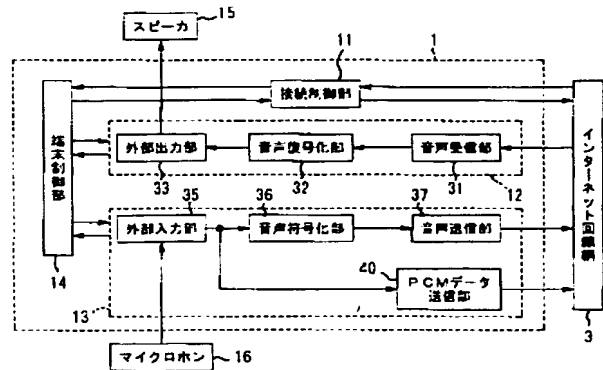 15
スピーカ
11
1
接続制御部
端末制御部
外部出力部
音声復号化部
音声受信部
33
32
31
12
インターネット回線網
35
36
37
外部入力部
音声符号化部
音声送信部
14
40
PCMデータ
送信部
13
3
マイクロホン
16